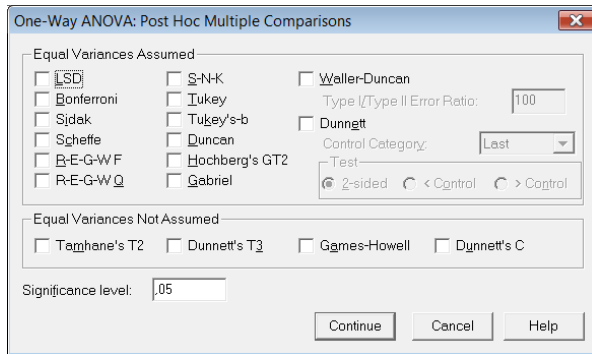 One-Way ANOVA: Post Hoc Multiple Comparisons
Equal Variances Assumed
LSD S-N-K Waller-Duncan
Bonferroni Tukey Type I/Type II Error Ratio: 100
Sidak Tukey's-b Dunnett
Scheffe Duncan Control Category: Last
R-E-G-W F Hochberg's GT2 Test
R-E-G-W Q Gabriel 2-sided < Control > Control
Equal Variances Not Assumed
Tamhane's T2 Dunnett's T3 Games-Howell Dunnett's C
Significance level: .05
Continue Cancel Help